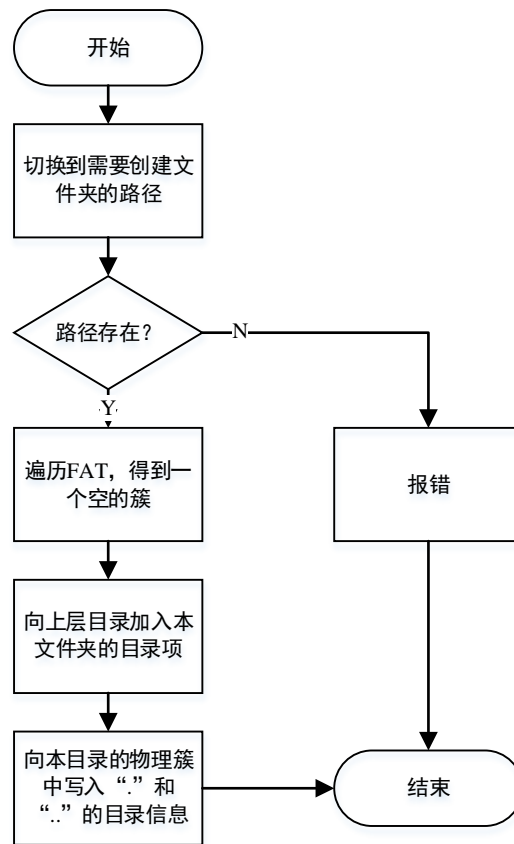 开始
切换到需要创建文
件夹的路径
路径存在？
N
Y
遍历FAT，得到一
个空的簇
报错
向上层目录加入本
文件夹的目录项
向本目录的物理簇
中写入“.”和
“..”的目录信息
结束